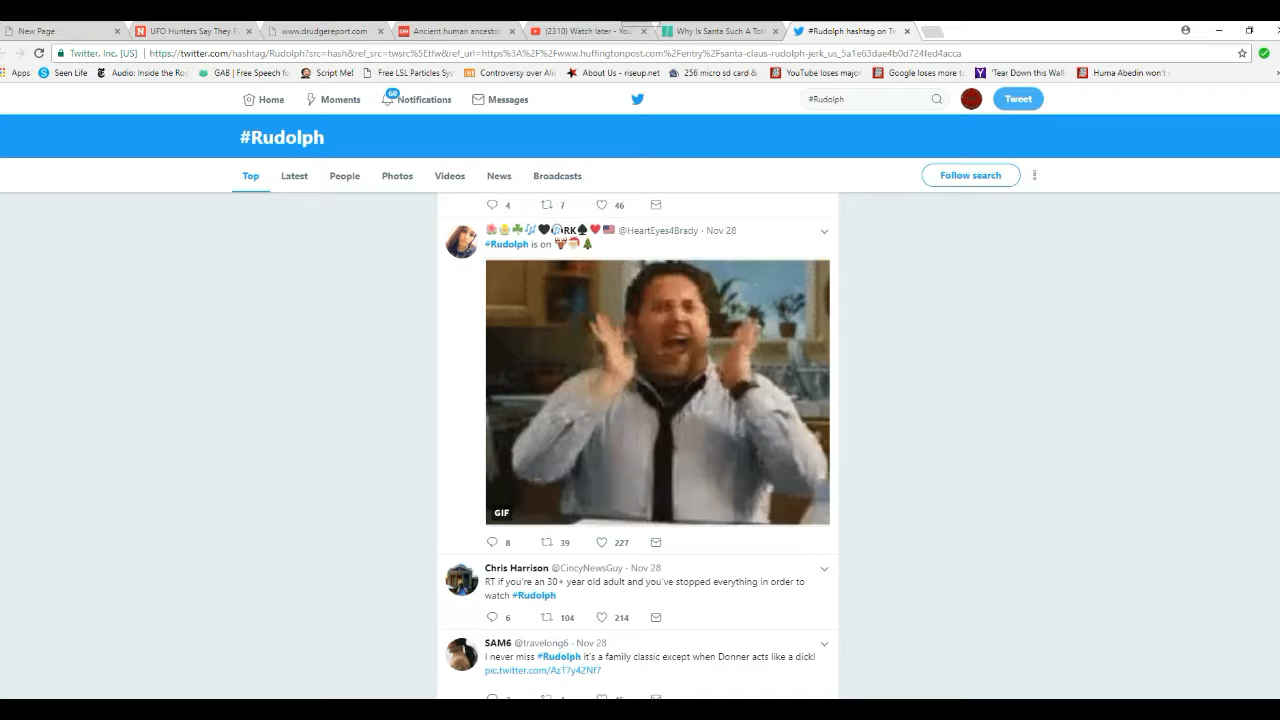 New Page
UFO Hunters Say They F
www.drudgereport.com
Ancient human ancestor
(2310) Watch later - You
Why Is Santa Such A Tota
#Rudolph hashtag on Tw
Twitter, Inc. [US] https://twitter.com/hashtag/Rudolph?src=hash&ref_src=twsrc%5Etfw&ref_url=https%3A%2F%2Fwww.huffingtonpost.com%2Fentry%2Fsanta-claus-rudolph-jerk_us_5a1e63dae4b0d724fed4acca
Apps Seen Life Audio: Inside the Ro GAB | Free Speech fo Script Me! Free LSL Particles Sys Controversy over Alic About Us - riseup.net 256 micro sd card & YouTube loses major Google loses more 'Tear Down this Wall Huma Abedin won't
Home Moments 60 Notifications Messages #Rudolph Tweet
#Rudolph
Top Latest People Photos Videos News Broadcasts Follow search
4 7 46
RK @HeartEyes4Brady · Nov 28
#Rudolph is on
GIF
8 39 227
Chris Harrison @CincyNewsGuy · Nov 28
RT if you're an 30+ year old adult and you've stopped everything in order to
watch #Rudolph
6 104 214
SAM6 @travelong6 · Nov 28
I never miss #Rudolph it's a family classic except when Donner acts like a dick!
pic.twitter.com/AzT7y42Nf7